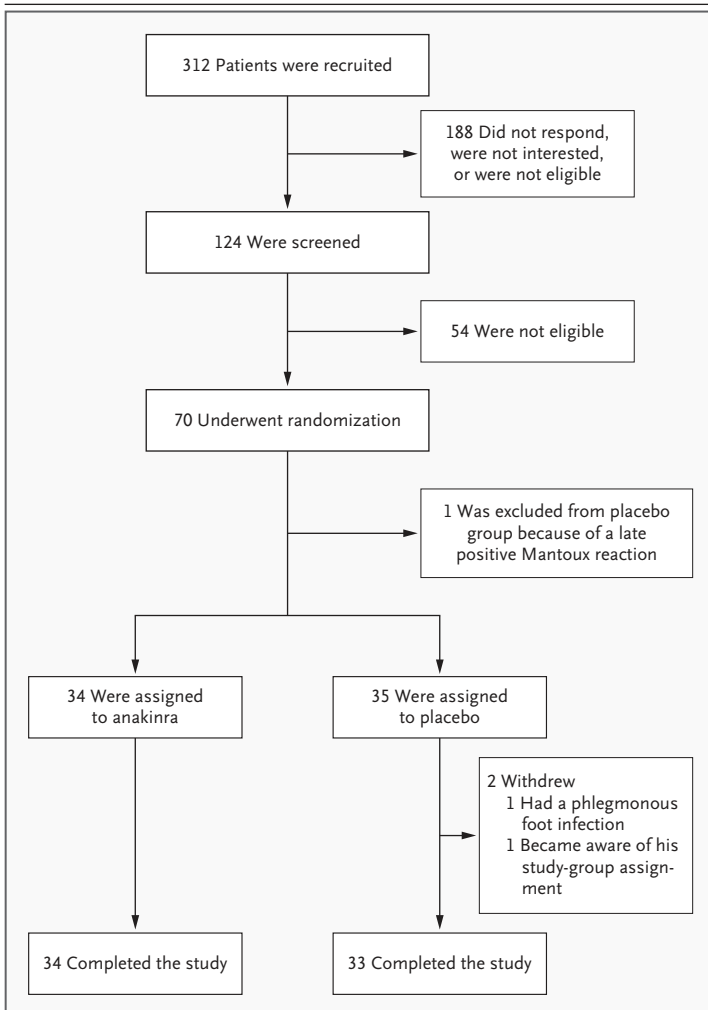 312 Patients were recruited
188 Did not respond,
were not interested,
or were not eligible
124 Were screened
54 Were not eligible
70 Underwent randomization
1 Was excluded from placebo
group because of a late
positive Mantoux reaction
34 Were assigned
to anakinra
35 Were assigned
to placebo
2 Withdrew
1 Had a phlegmonous
foot infection
1 Became aware of his
study-group assign-
ment
34 Completed the study
33 Completed the study